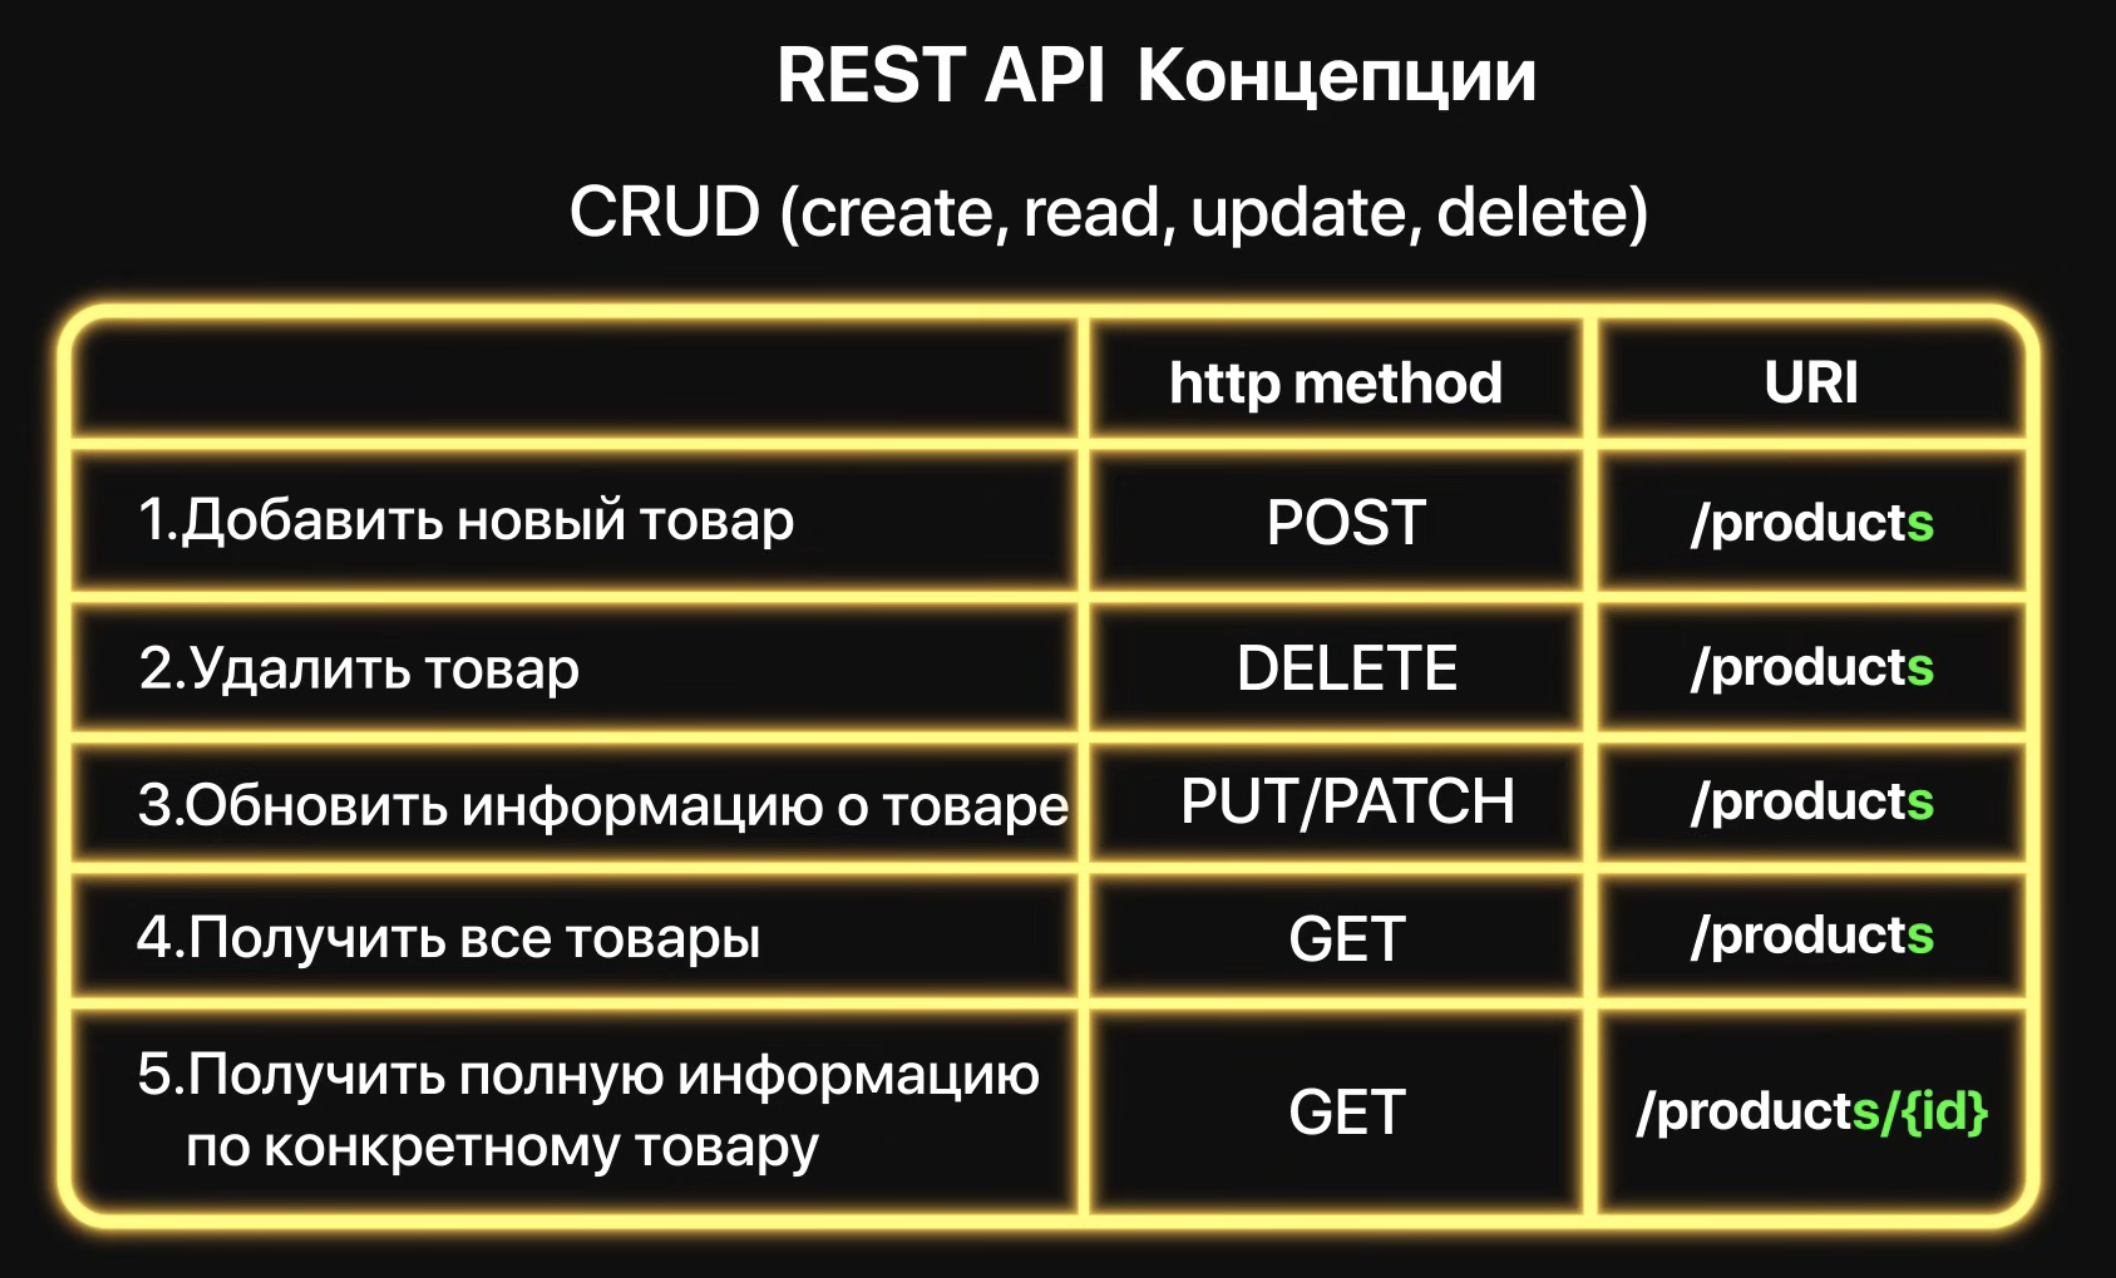 REST API Концепции
CRUD (create, read, update, delete)
http method URI
1.Добавить новый товар POST /products
2.Удалить товар DELETE /products
3.Обновить информацию о товаре PUT/PATCH /products
4.Получить все товары GET /products
5.Получить полную информацию
по конкретному товару GET /products/{id}